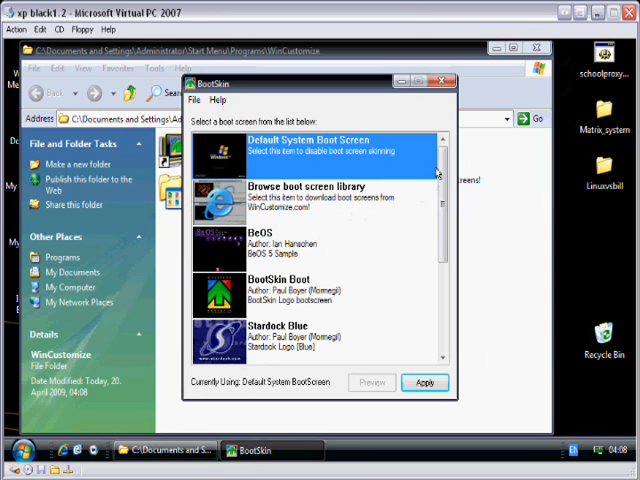 xp black1.2 - Microsoft Virtual PC 2007
Action Edit CD Floppy Help
C:\Documents and Settings\Administrator\Start Menu\Programs\WinCustomize
File Edit View Favorites Tools Help
Back
Address C:\Documents and Settings\A
Go
File and Folder Tasks
Make a new folder
Publish this folder to the
Web
Share this folder
Other Places
Programs
My Documents
My Computer
My Network Places
Details
WinCustomize
File Folder
Date Modified: Today, 20.
April 2009, 04:08
BootSkin
File Help
Select a boot screen from the list below:
Default System Boot Screen
Select this item to disable boot screen skinning
Browse boot screen library
Select this item to download boot screens from
WinCustomize.com!
BeOS
Author: Ian Hanschen
BeOS 5 Sample
BootSkin Boot
Author: Paul Boyer (Mormegil)
BootSkin Logo bootscreen
Stardock Blue
Author: Paul Boyer (Mormegil)
Stardock Logo [Blue]
Currently Using: Default System BootScreen
Preview
Apply
schoolproxy...
Matrix_system
Linuxvsbill
Recycle Bin
C:\Documents and S...
BootSkin
04:08